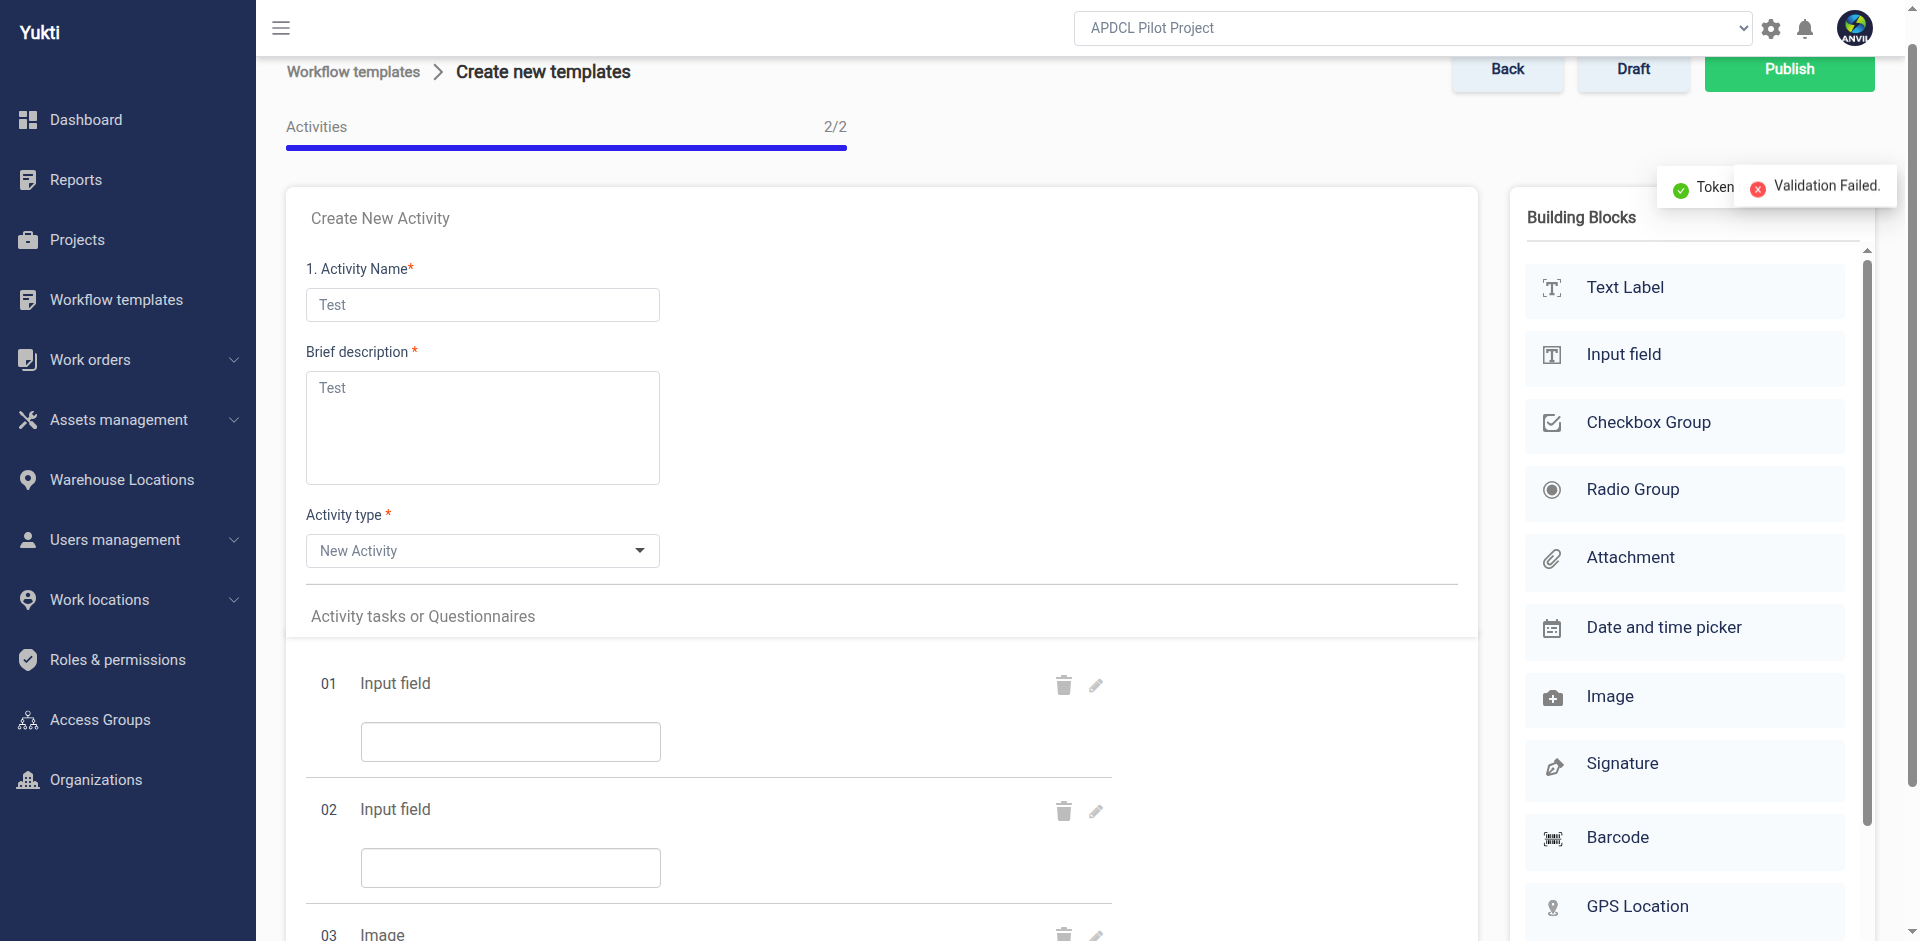 Yukti
APDCL Pilot Project
ANVIL
Workflow templates
Create new templates
Back
Draft
Publish
Activities
2/2
Token
Validation Failed.
Dashboard
Reports
Projects
Workflow templates
Work orders
Assets management
Warehouse Locations
Users management
Work locations
Roles & permissions
Access Groups
Organizations
Create New Activity
1. Activity Name*
Test
Brief description *
Test
Activity type *
New Activity
Activity tasks or Questionnaires
01 Input field
02 Input field
03 Image
Building Blocks
Text Label
Input field
Checkbox Group
Radio Group
Attachment
Date and time picker
Image
Signature
Barcode
GPS Location